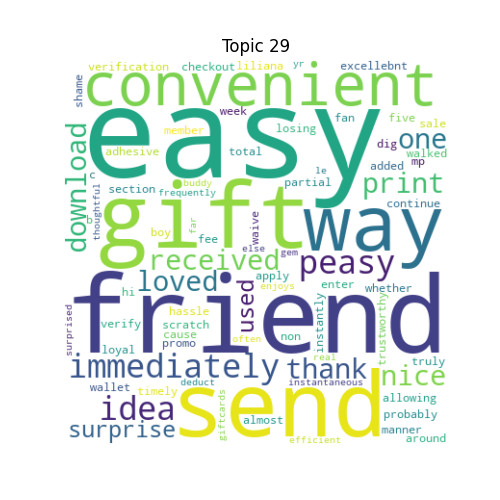 Topic 29
verification checkout liliana yr excellebnt
shame convenient
week fan five sale
easy
member losing one
download adhesive total dig mp walked
le added
c section buddy partial print
thoughtful frequently continue
gift way
b boy far fee else waive
received gem peasy
surprised hi loved used apply enter whether
friend
verify hassle instantly trustworthy
scratch non
cause
loyal promo often real truly
immediately thank nice
wallet deduct instantaneous allowing
timely
idea send probably
giftcards almost manner
surprise efficient around